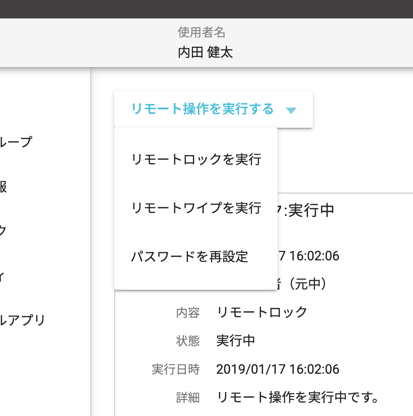 使用者名
内田 健太
リモート操作を実行する
ループ
リモートロックを実行
報
リモートワイプを実行
ク:実行中
ク
パスワードを再設定
/17 16:02:06
ィ
者（元中）
内容 リモートロック
ルアプリ
状態 実行中
実行日時 2019/01/17 16:02:06
詳細 リモート操作を実行中です。